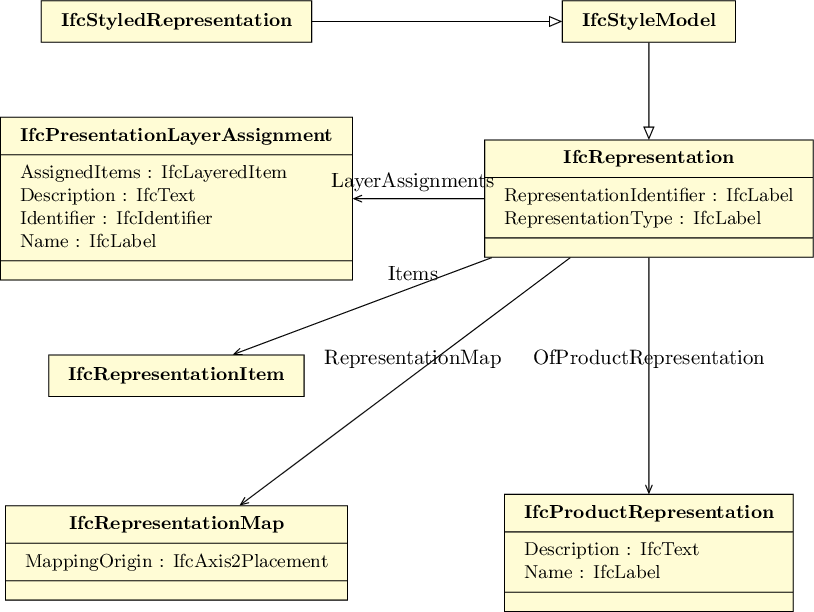 IfcStyledRepresentation
IfcStyleModel
IfcPresentationLayerAssignment
AssignedItems : IfcLayeredItem
Description : IfcText
Identifier : IfcIdentifier
Name : IfcLabel
LayerAssignments
IfcRepresentation
RepresentationIdentifier : IfcLabel
RepresentationType : IfcLabel
Items
RepresentationMap
OfProductRepresentation
IfcRepresentationItem
IfcRepresentationMap
MappingOrigin : IfcAxis2Placement
IfcProductRepresentation
Description : IfcText
Name : IfcLabel